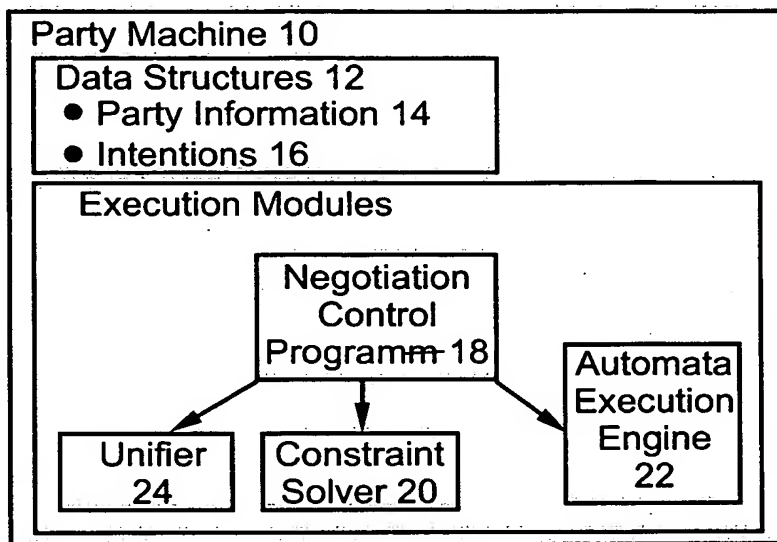 Party Machine 10
Data Structures 12
● Party Information 14
● Intentions 16
Execution Modules
Negotiation
Control
Programm 18
Automata
Execution
Engine
22
Unifier
24
Constraint
Solver 20